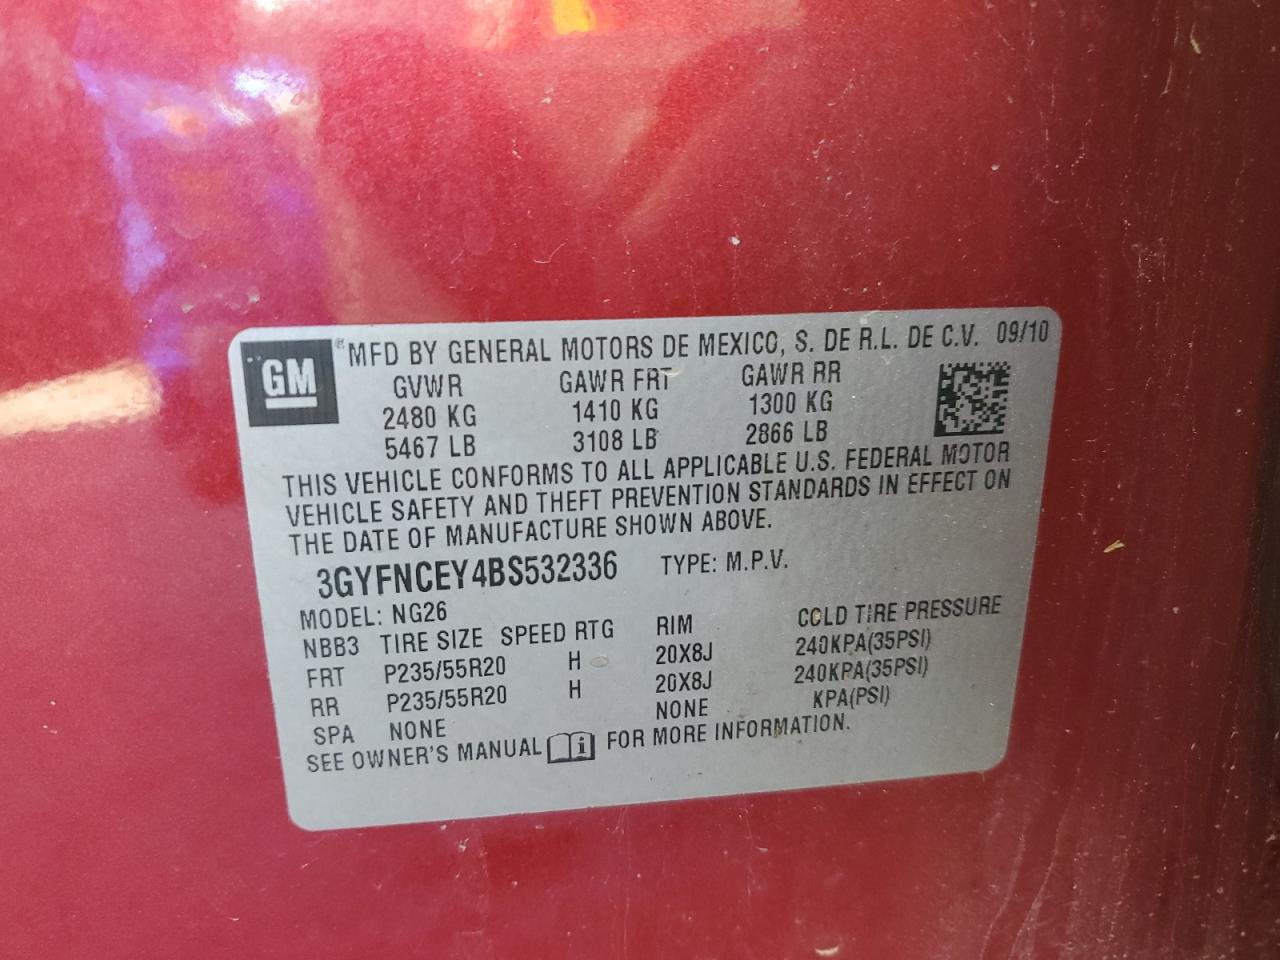 GM ® MFD BY GENERAL MOTORS DE MEXICO, S. DE R.L. DE C.V. 09/10
GVWR GAWR FRT GAWR RR
2480 KG 1410 KG 1300 KG
5467 LB 3108 LB 2866 LB
THIS VEHICLE CONFORMS TO ALL APPLICABLE U.S. FEDERAL MOTOR
VEHICLE SAFETY AND THEFT PREVENTION STANDARDS IN EFFECT ON
THE DATE OF MANUFACTURE SHOWN ABOVE.
3GYFNCEY4BS532336 TYPE: M.P.V.
MODEL: NG26
NBB3 TIRE SIZE SPEED RTG RIM COLD TIRE PRESSURE
FRT P235/55R20 H 20X8J 240KPA(35PSI)
RR P235/55R20 H 20X8J 240KPA(35PSI)
SPA NONE NONE KPA(PSI)
SEE OWNER'S MANUAL i FOR MORE INFORMATION.